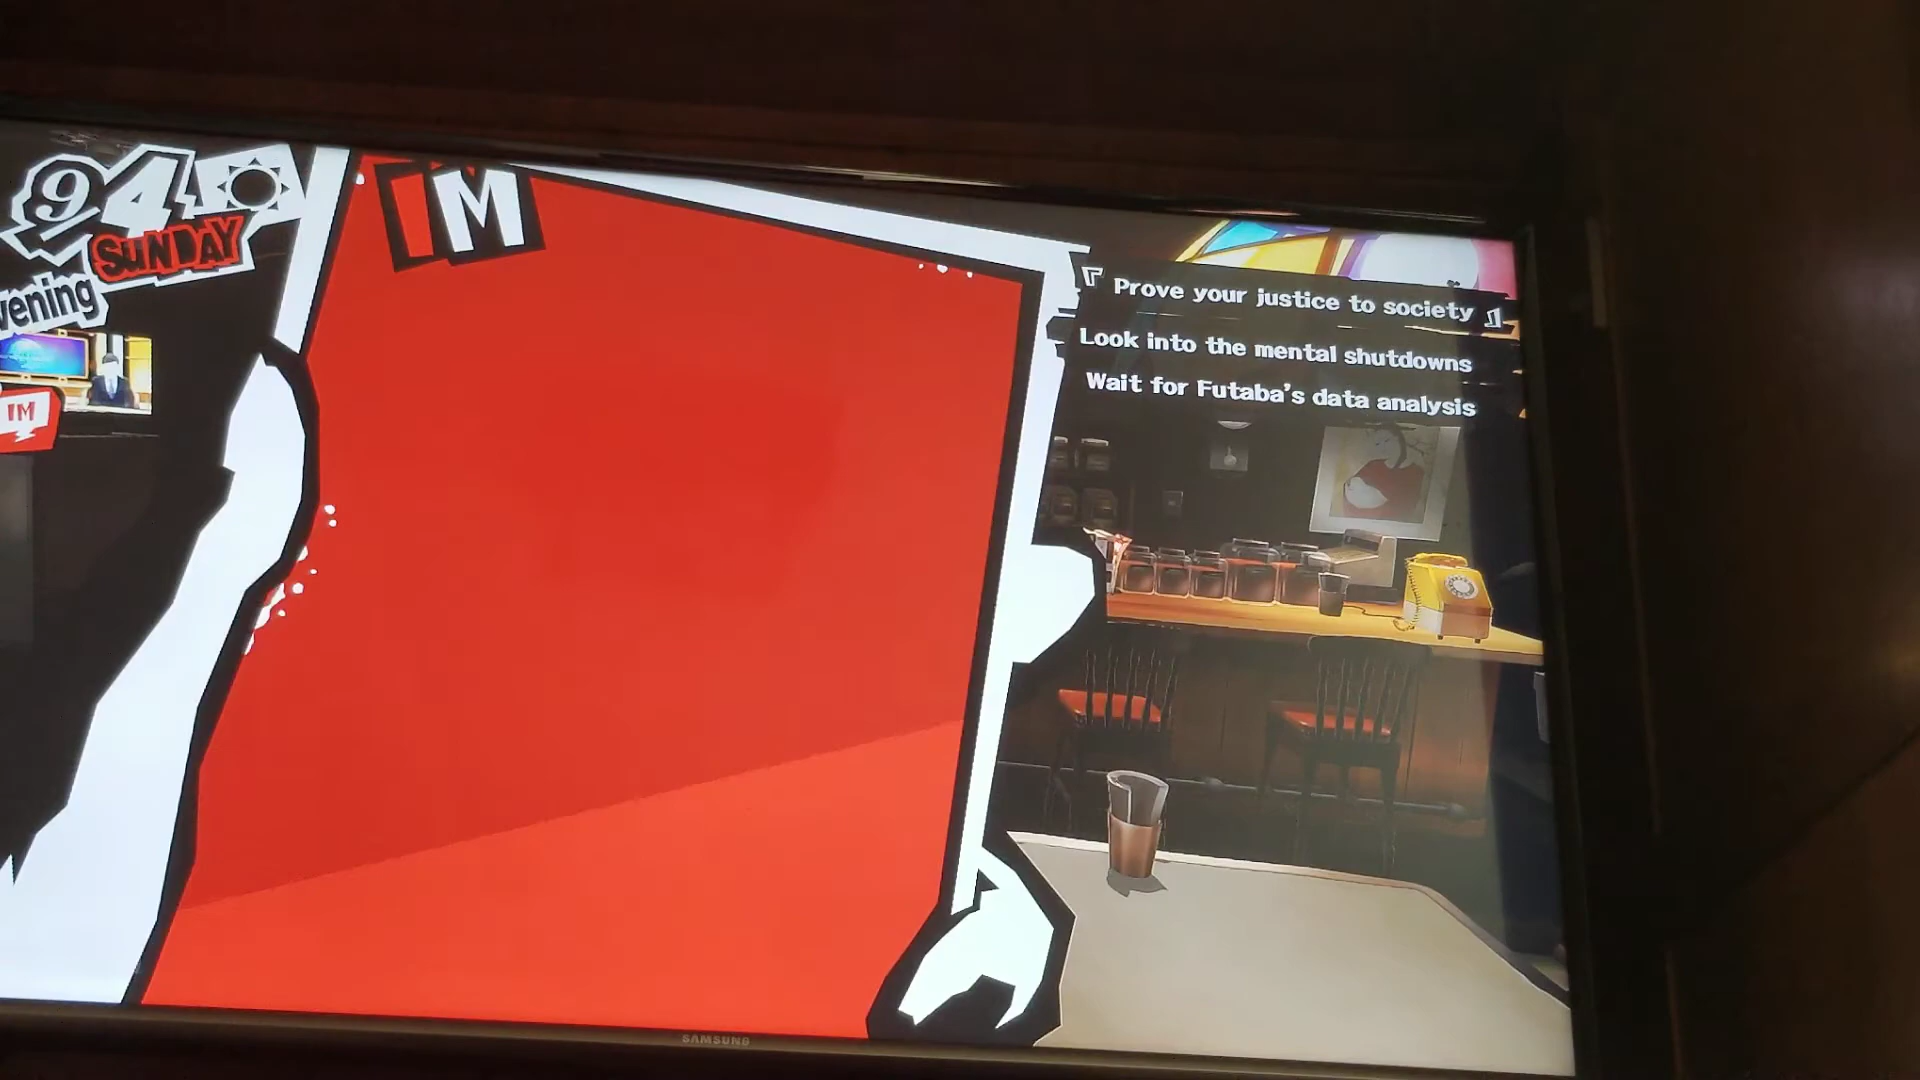 9 4
SUNDAY
vening
IM
IM
『Prove your justice to society』
Look into the mental shutdowns
Wait for Futaba's data analysis
SAMSUNG